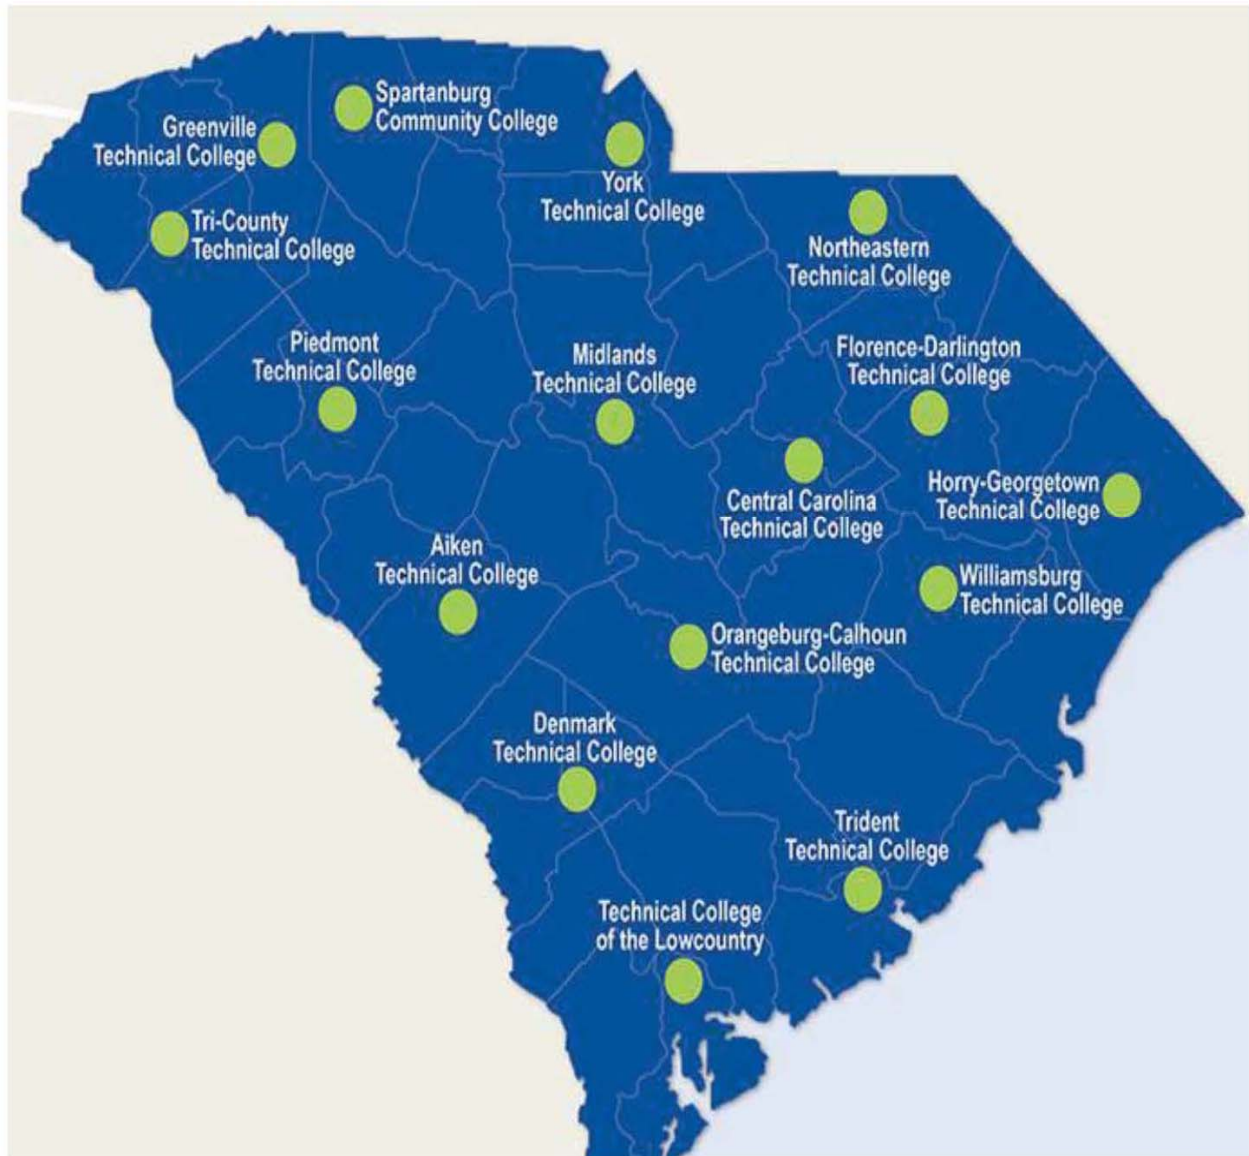 Spartanburg
Community College
Greenville
Technical College
York
Technical College
Tri-County
Technical College
Northeastern
Technical College
Piedmont
Technical College
Midlands
Technical College
Florence-Darlington
Technical College
Central Carolina
Technical College
Horry-Georgetown
Technical College
Aiken
Technical College
Williamsburg
Technical College
Orangeburg-Calhoun
Technical College
Denmark
Technical College
Trident
Technical College
Technical College
of the Lowcountry